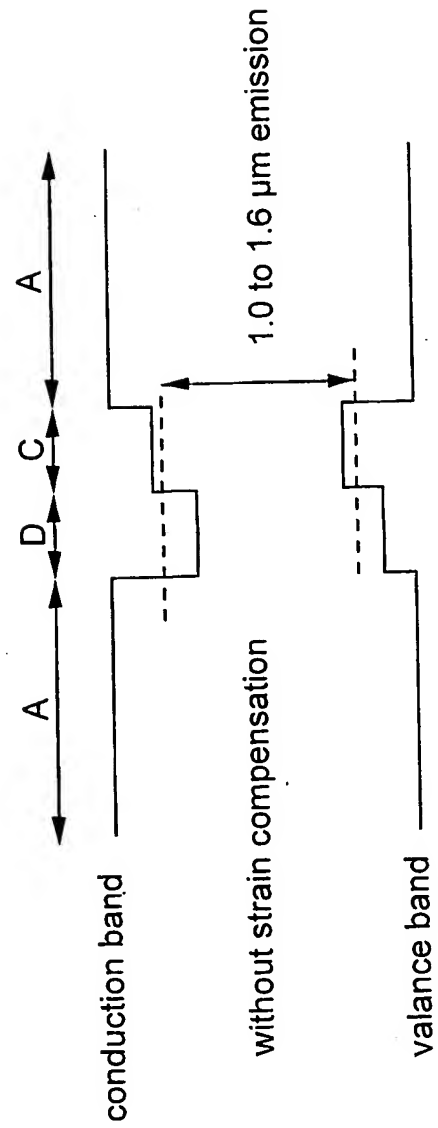 A
D
C
A
conduction band
1.0 to 1.6 µm emission
without strain compensation
valance band